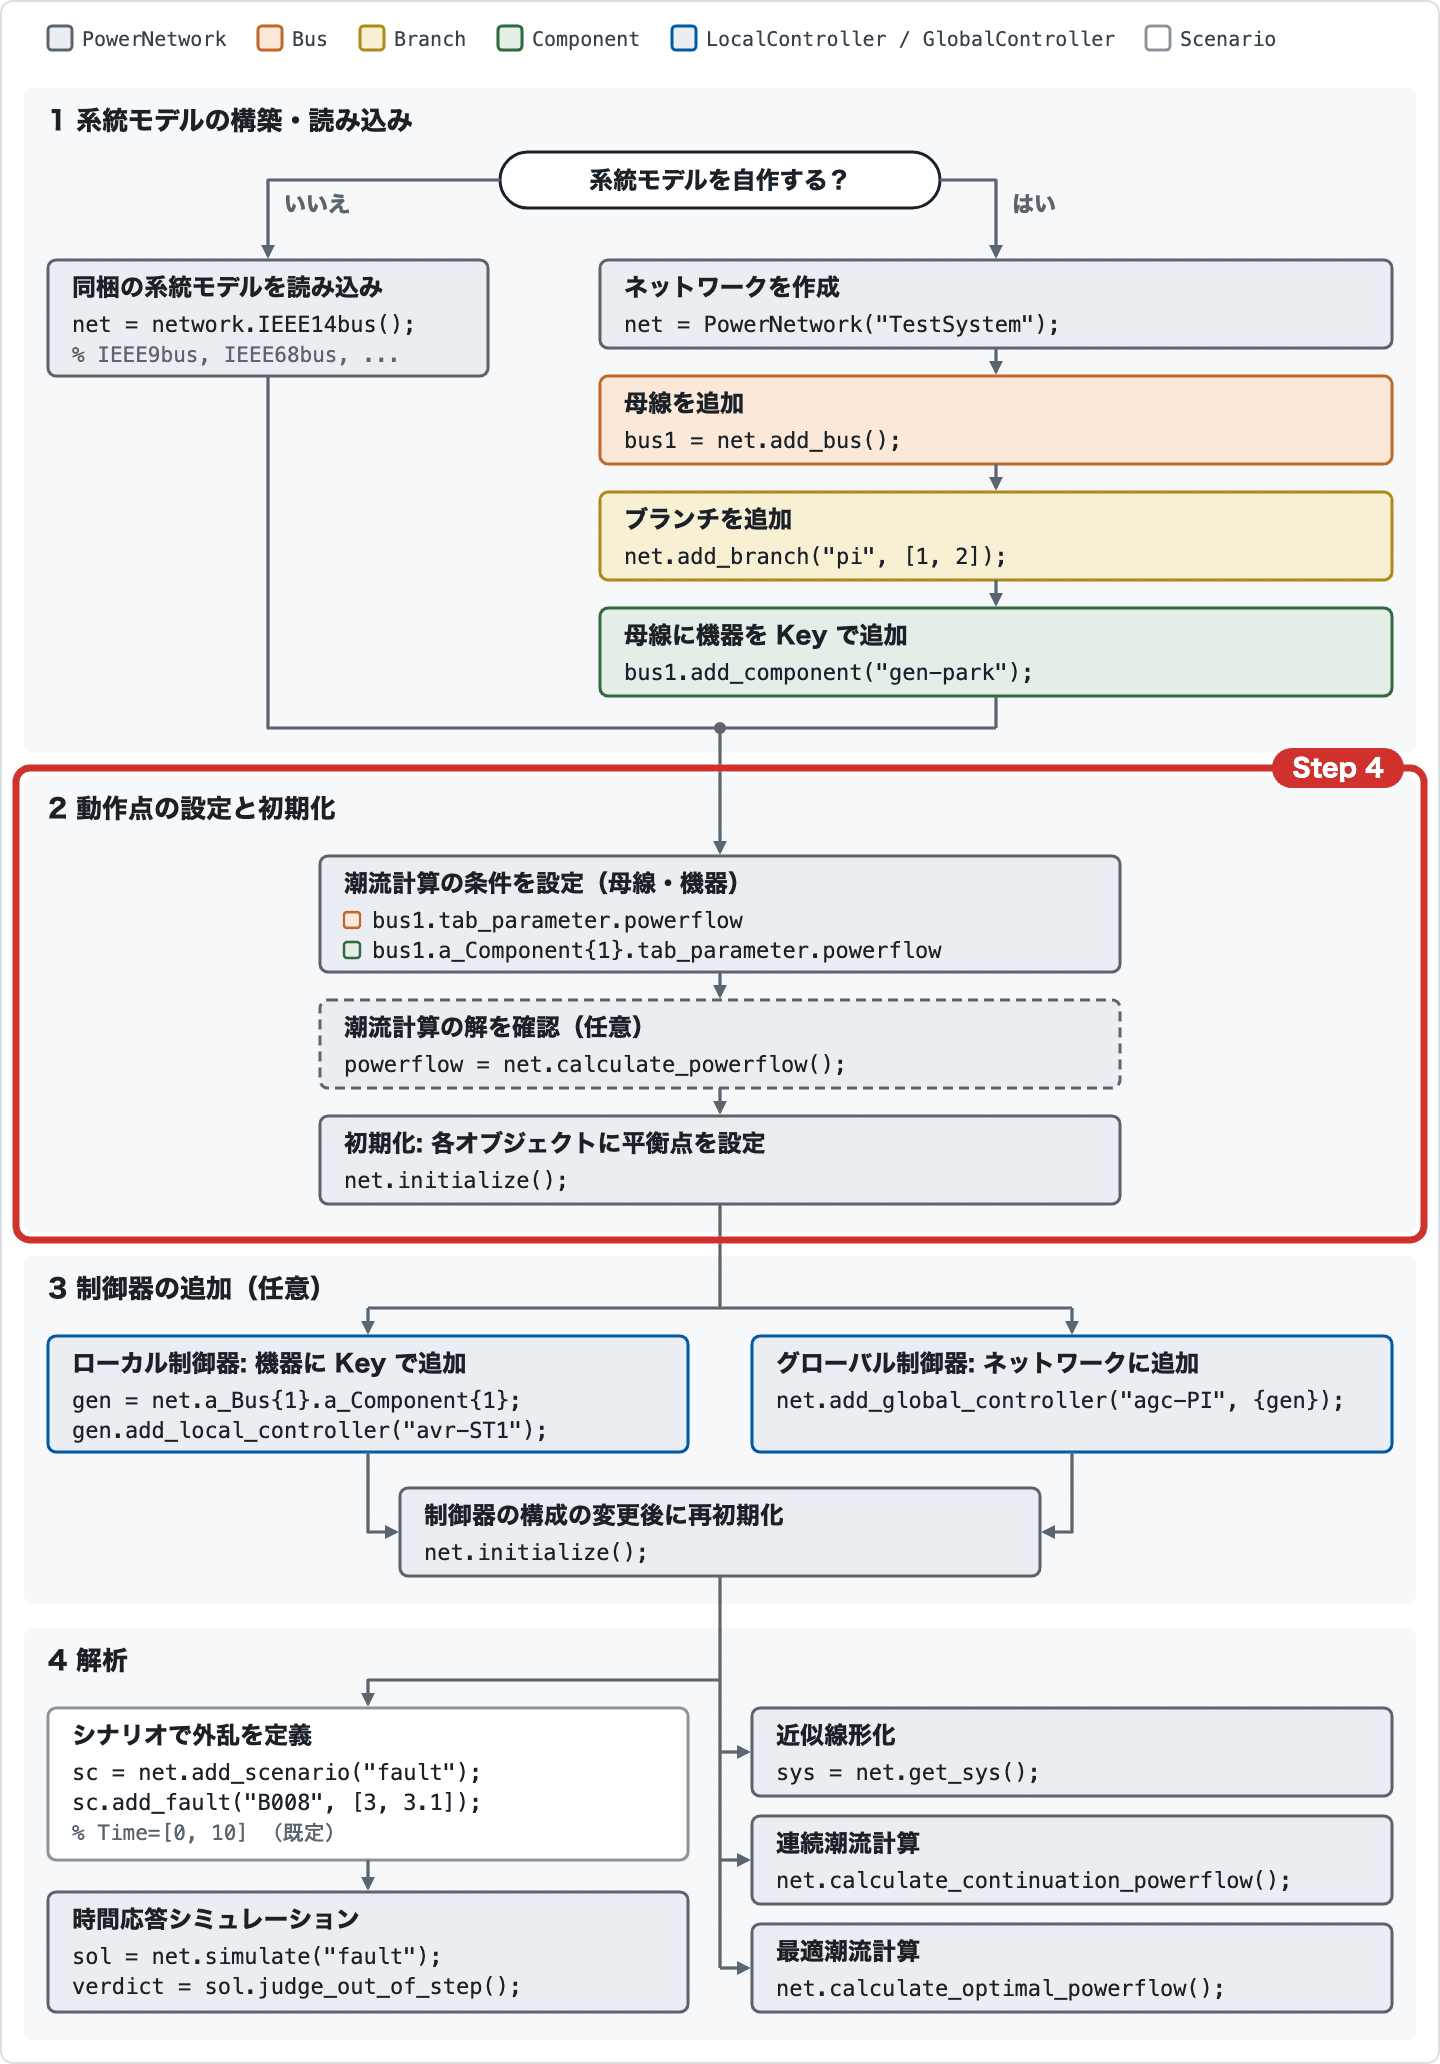 PowerNetwork Bus Branch Component LocalController / GlobalController Scenario
1 系統モデルの構築・読み込み
系統モデルを自作する？
いいえ
はい
同梱の系統モデルを読み込み
net = network.IEEE14bus();
% IEEE9bus, IEEE68bus, ...
ネットワークを作成
net = PowerNetwork("TestSystem");
母線を追加
bus1 = net.add_bus();
ブランチを追加
net.add_branch("pi", [1, 2]);
母線に機器を Key で追加
bus1.add_component("gen-park");
Step 4
2 動作点の設定と初期化
潮流計算の条件を設定（母線・機器）
bus1.tab_parameter.powerflow
bus1.a_Component{1}.tab_parameter.powerflow
潮流計算の解を確認（任意）
powerflow = net.calculate_powerflow();
初期化: 各オブジェクトに平衡点を設定
net.initialize();
3 制御器の追加（任意）
ローカル制御器: 機器に Key で追加
gen = net.a_Bus{1}.a_Component{1};
gen.add_local_controller("avr-ST1");
グローバル制御器: ネットワークに追加
net.add_global_controller("agc-PI", {gen});
制御器の構成の変更後に再初期化
net.initialize();
4 解析
シナリオで外乱を定義
sc = net.add_scenario("fault");
sc.add_fault("B008", [3, 3.1]);
% Time=[0, 10] （既定）
時間応答シミュレーション
sol = net.simulate("fault");
verdict = sol.judge_out_of_step();
近似線形化
sys = net.get_sys();
連続潮流計算
net.calculate_continuation_powerflow();
最適潮流計算
net.calculate_optimal_powerflow();